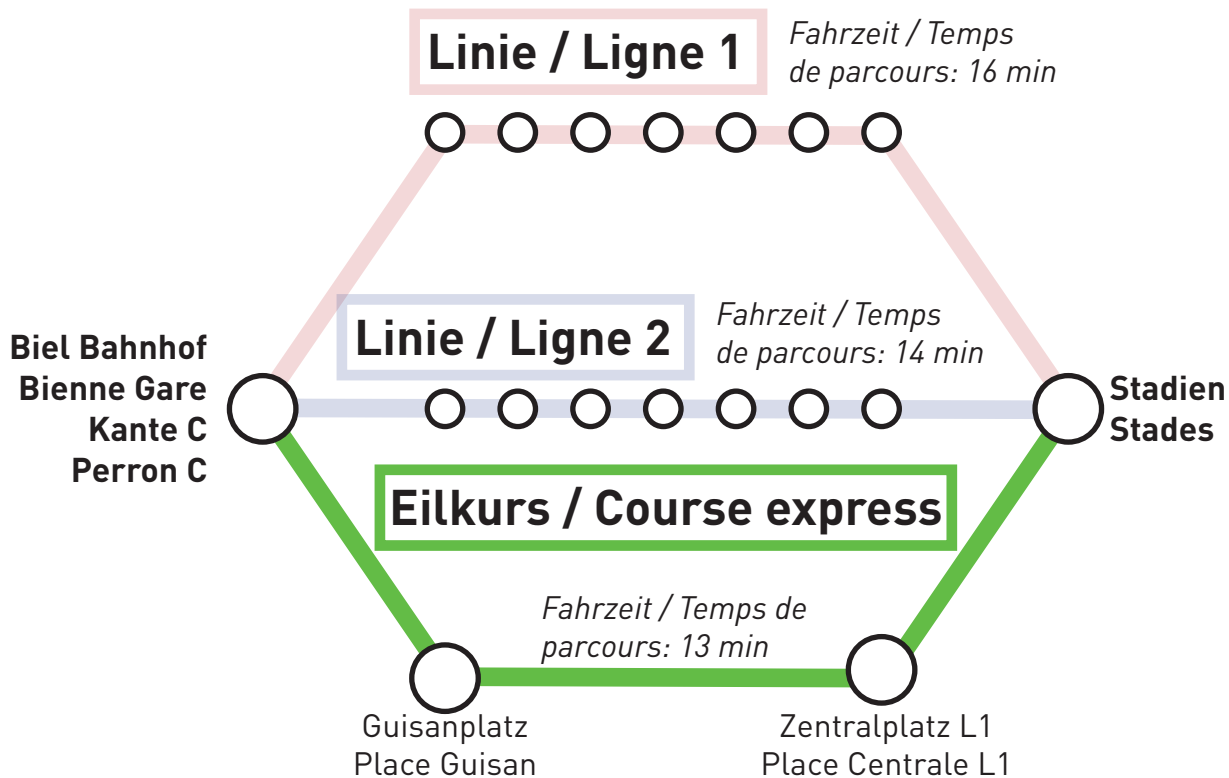 Linie / Ligne 1
Fahrzeit / Temps
de parcours: 16 min
Linie / Ligne 2
Fahrzeit / Temps
de parcours: 14 min
Biel Bahnhof
Bienne Gare
Kante C
Perron C
Stadien
Stades
Eilkurs / Course express
Fahrzeit / Temps de
parcours: 13 min
Guisanplatz
Place Guisan
Zentralplatz L1
Place Centrale L1